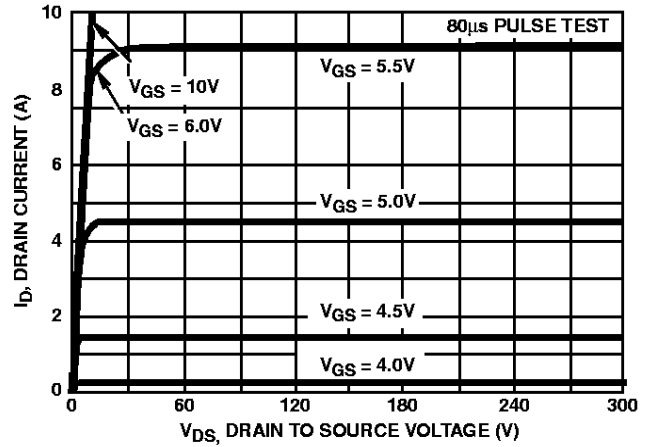 80μs PULSE TEST
10
8
6
4
2
0
I_D, DRAIN CURRENT (A)
V_GS = 10V
V_GS = 6.0V
V_GS = 5.5V
V_GS = 5.0V
V_GS = 4.5V
V_GS = 4.0V
0
60
120
180
240
300
V_DS, DRAIN TO SOURCE VOLTAGE (V)